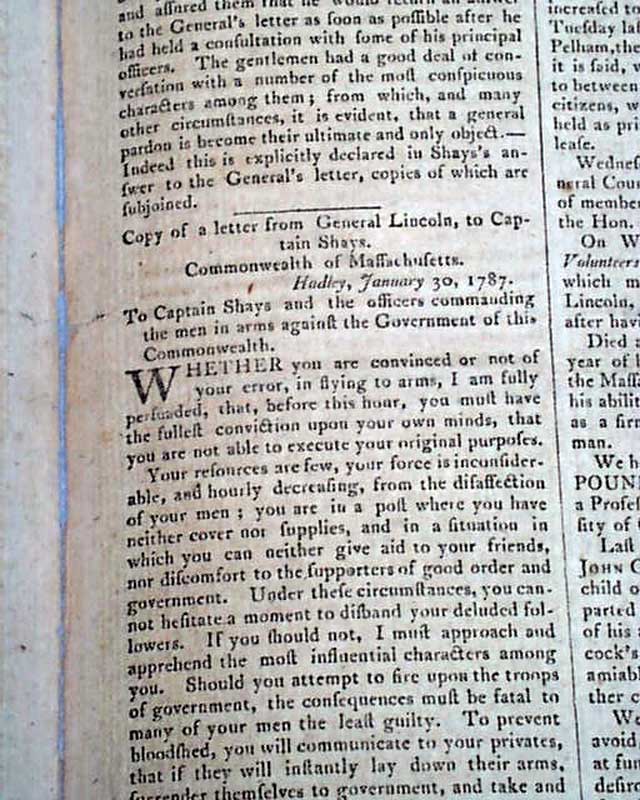 and assured them that he would return an answer
to the General's letter as soon as possible after he
had held a consultation with some of his principal
officers. The gentlemen had a good deal of con-
versation with a number of the most conspicuous
characters among them; from which, and many
other circumstances, it is evident, that a general
pardon is become their ultimate and only object.—
Indeed this is explicitly declared in Shays's an-
swer to the General's letter, copies of which are
subjoined.
Copy of a letter from General Lincoln, to Cap-
tain Shays.
Commonwealth of Massachusetts.
Hadley, January 30, 1787.
To Captain Shays and the officers commanding
the men in arms against the Government of this
Commonwealth.
WHETHER you are convinced or not of
your error, in flying to arms, I am fully
persuaded, that, before this hour, you must have
the fullest conviction upon your own minds, that
you are not able to execute your original purposes.
Your resources are few, your force is inconsider-
able, and hourly decreasing, from the disaffection
of your men; you are in a post where you have
neither cover nor supplies, and in a situation in
which you can neither give aid to your friends,
nor discomfort to the supporters of good order and
government. Under these circumstances, you can-
not hesitate a moment to disband your deluded fol-
lowers. If you should not, I must approach and
apprehend the most influential characters among
you. Should you attempt to fire upon the troops
of government, the consequences must be fatal to
many of your men the least guilty. To prevent
bloodshed, you will communicate to your privates,
that if they will instantly lay down their arms,
surrender themselves to government, and take and
increased to
Tuesday la
Pelham, the
it is said, w
to between
citizens, w
held as pri
lease.
Wednes
neral Cou
of membe
the Hon.
On W
Volunteers
which m
Lincoln,
after havi
Died a
year of
the Mass
his abilit
as a firm
man.
We h
POUN
a Profes
sity of
Last
JOHN G
child o
parted
of his
cock's
amiabl
ther c
We
avoid
at fun
desire